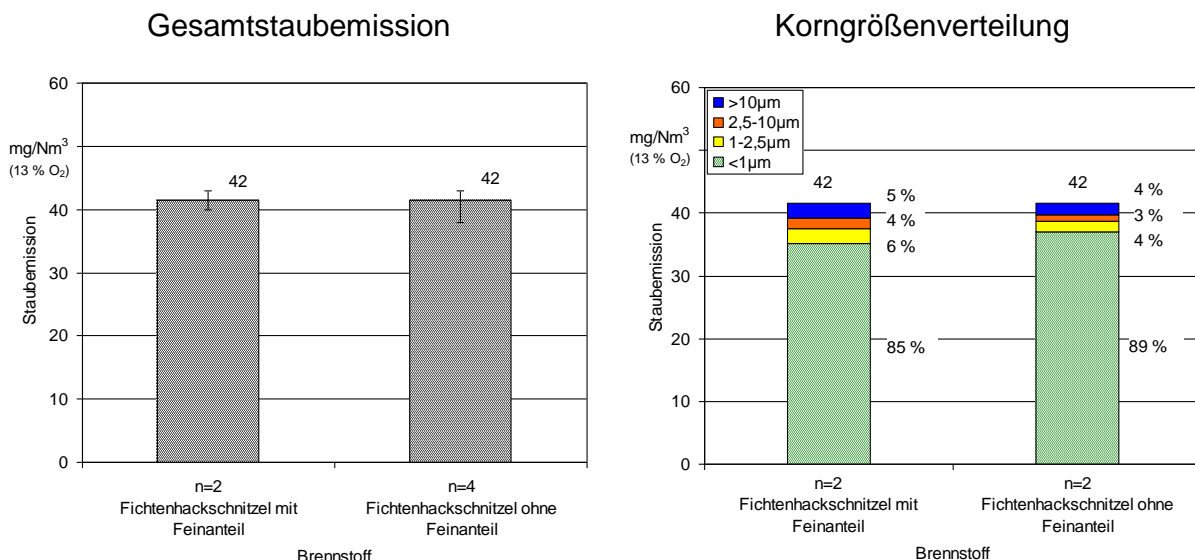 Gesamtstaubemission
60
mg/Nm³
(13 % O₂)
50
42
42
40
30
20
10
0
Staubemission
n=2
Fichtenhackschnitzel mit
Feinanteil
n=4
Fichtenhackschnitzel ohne
Feinanteil
Brennstoff
Korngrößenverteilung
60
>10µm
2,5-10µm
1-2,5µm
<1µm
mg/Nm³
(13 % O₂)
42
42
5 %
4 %
6 %
85 %
4 %
3 %
4 %
89 %
40
30
20
10
0
Staubemission
n=2
Fichtenhackschnitzel mit
Feinanteil
n=2
Fichtenhackschnitzel ohne
Feinanteil
Brennstoff